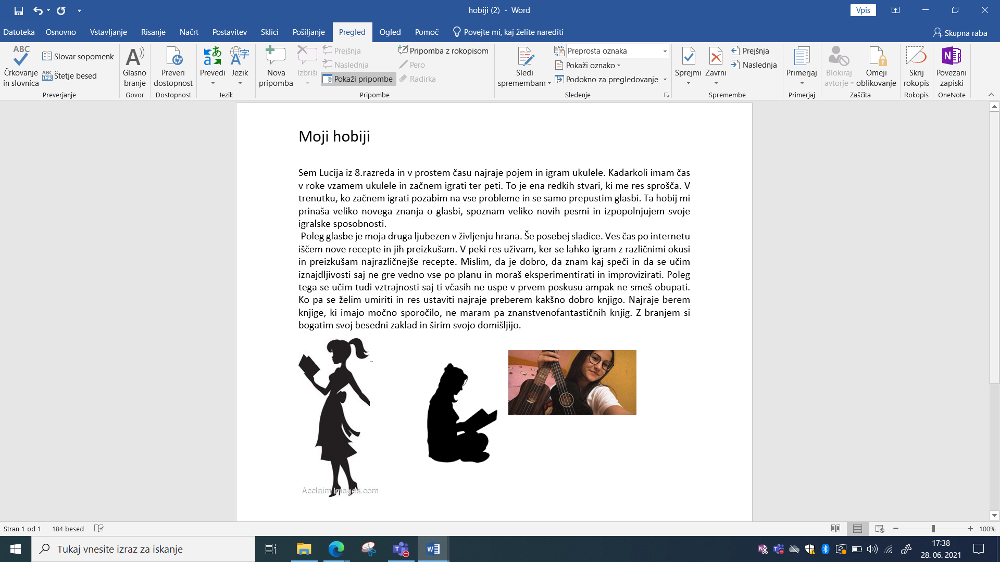 hobiji (2) - Word
Vpis
Datoteka Osnovno Vstavljanje Risanje Načrt Postavitev Sklici Pošiljanje Pregled Ogled Pomoč Povejte mi, kaj želite narediti Skupna raba
ABC
Črkovanje
in slovnica
Slovar sopomenk
ABC
123
Štetje besed
Preverjanje
Glasno
branje
Govor
Preveri
dostopnost
Dostopnost
Prevedi
Jezik
Jezik
Nova
pripomba
Izbriši
Prejšnja
Naslednja
Pokaži pripombe
Pripomba z rokopisom
Pero
Radirka
Pripombe
Sledi
spremembam
Preprosta oznaka
Pokaži oznako
Podokno za pregledovanje
Sledenje
Sprejmi
Zavrni
Prejšnja
Naslednja
Spremembe
Primerjaj
Primerjaj
Blokiraj
avtorje
Omeji
oblikovanje
Zaščita
Skrij
rokopis
Rokopis
Povezani
zapiski
OneNote
Moji hobiji
Sem Lucija iz 8.razreda in v prostem času najraje pojem in igram ukulele. Kadarkoli imam čas
v roke vzamem ukulele in začnem igrati ter peti. To je ena redkih stvari, ki me res sprošča. V
trenutku, ko začnem igrati pozabim na vse probleme in se samo prepustim glasbi. Ta hobij mi
prinaša veliko novega znanja o glasbi, spoznam veliko novih pesmi in izpopolnjujem svoje
igralske sposobnosti.
Poleg glasbe je moja druga ljubezen v življenju hrana. Še posebej sladice. Ves čas po internetu
iščem nove recepte in jih preizkušam. V peki res uživam, ker se lahko igram z različnimi okusi
in preizkušam najrazličnejše recepte. Mislim, da je dobro, da znam kaj speči in da se učim
iznajdljivosti saj ne gre vedno vse po planu in moraš eksperimentirati in improvizirati. Poleg
tega se učim tudi vztrajnosti saj ti včasih ne uspe v prvem poskusu ampak ne smeš obupati.
Ko pa se želim umiriti in res ustaviti najraje preberem kakšno dobro knjigo. Najraje berem
knjige, ki imajo močno sporočilo, ne maram pa znanstvenofantastičnih knjig. Z branjem si
bogatim svoj besedni zaklad in širim svojo domišljijo.
Acclaim Images.com
Stran 1 od 1 184 besed
100%
Tukaj vnesite izraz za iskanje
17:38
28. 06. 2021